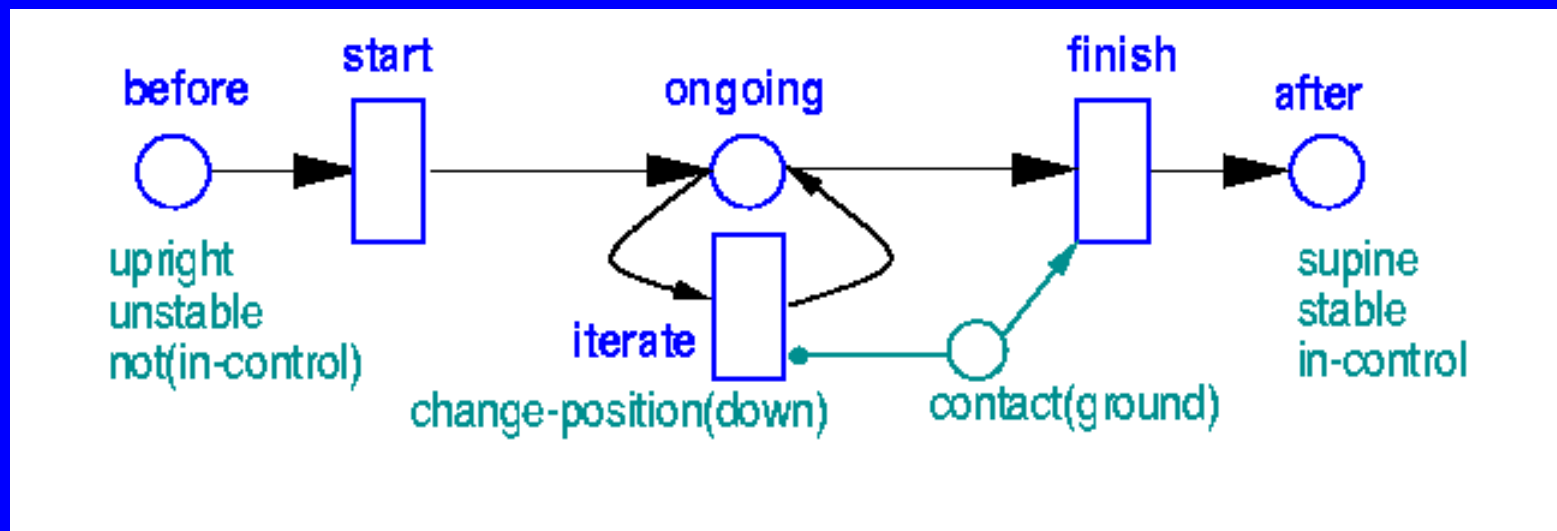 before
start
ongoing
finish
after
upright
unstable
not(in-control)
iterate
change-position(down)
contact(ground)
supine
stable
in-control